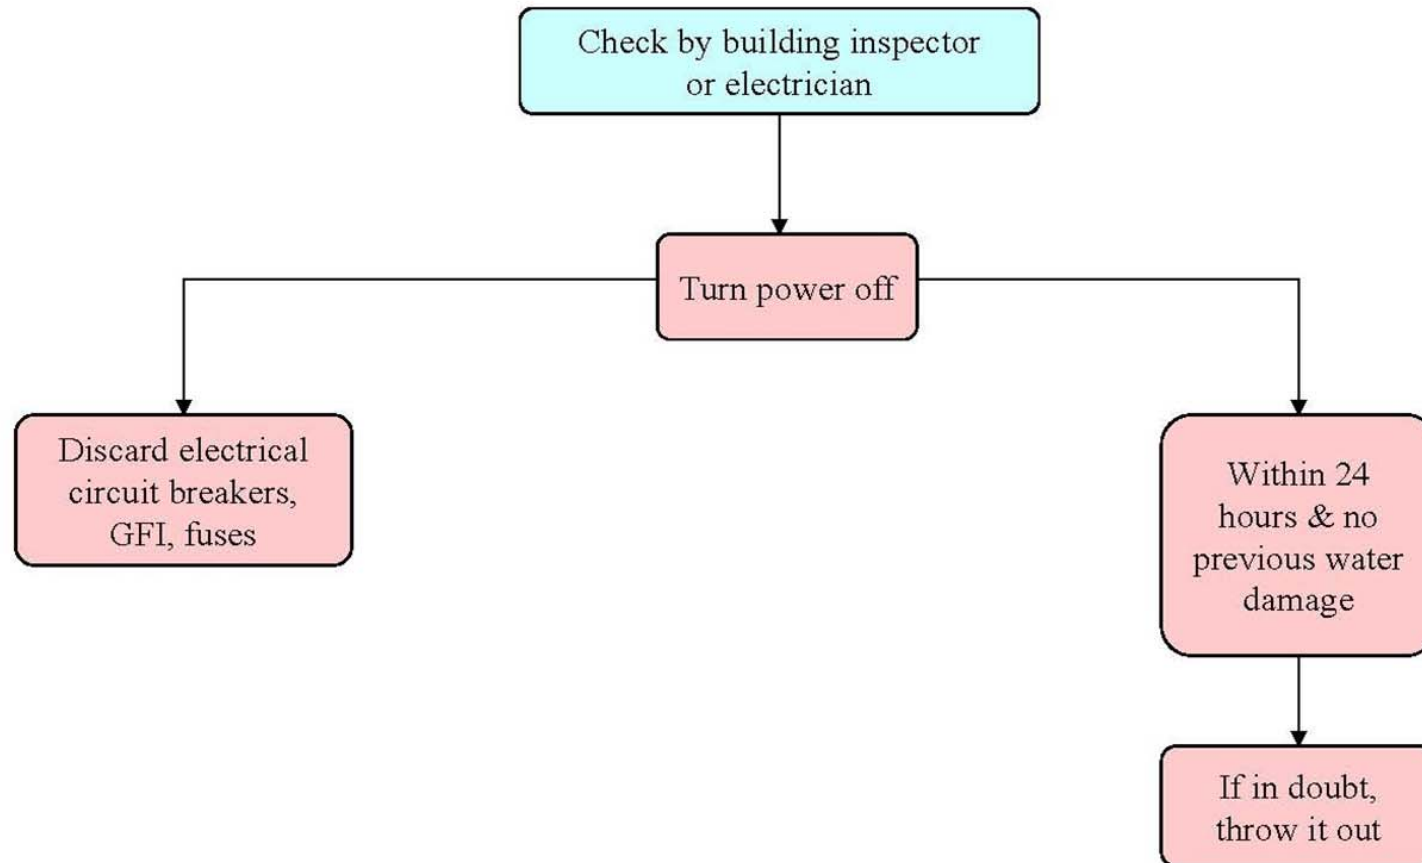 Check by building inspector
or electrician
Turn power off
Discard electrical
circuit breakers,
GFI, fuses
Within 24
hours & no
previous water
damage
If in doubt,
throw it out